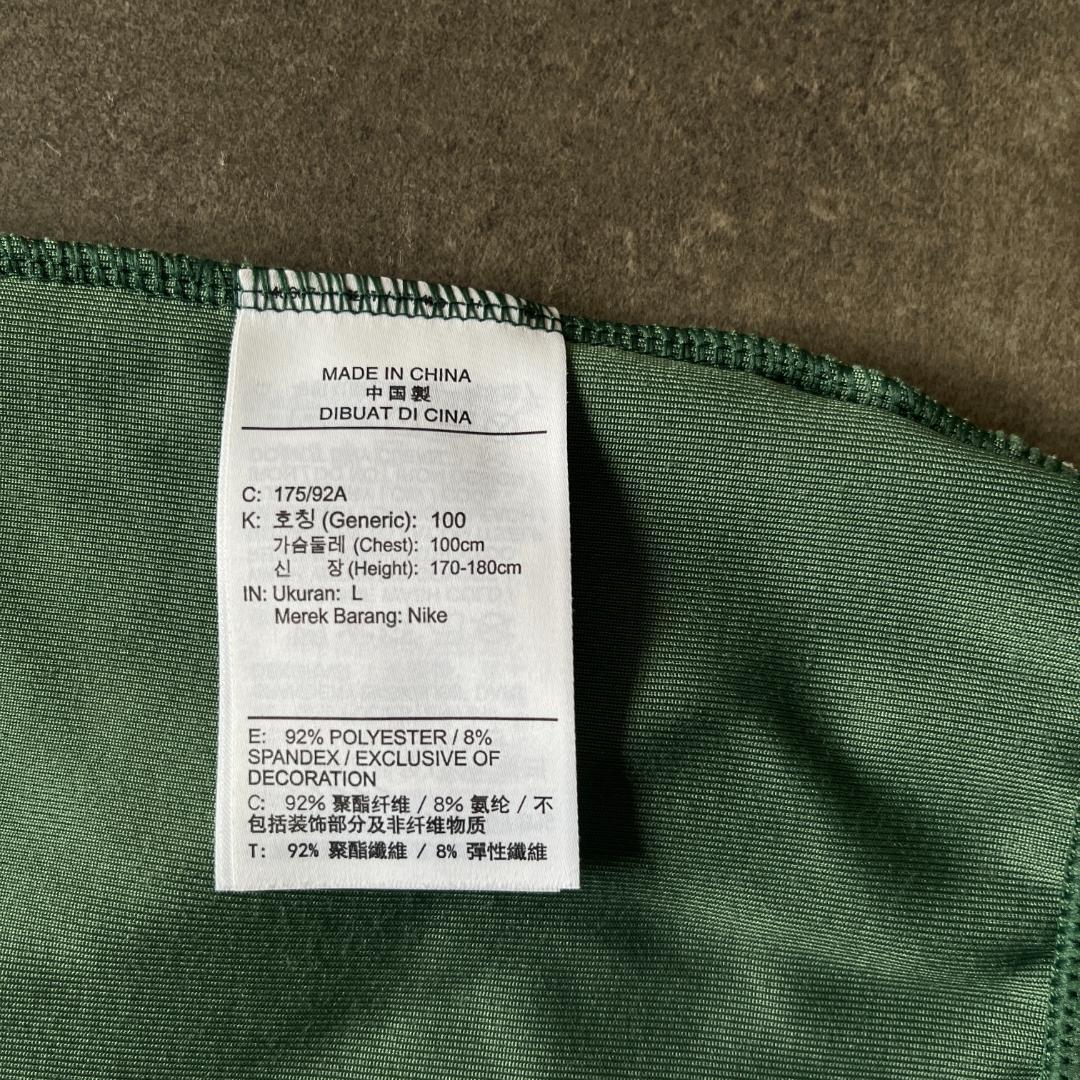 MADE IN CHINA
中国製
DIBUAT DI CINA
C: 175/92A
K: 호칭 (Generic): 100
가슴둘레 (Chest): 100cm
신 장 (Height): 170-180cm
IN: Ukuran: L
Merek Barang: Nike
E: 92% POLYESTER / 8%
SPANDEX / EXCLUSIVE OF
DECORATION
C: 92% 聚酯纤维 / 8% 氨纶 / 不
包括装饰部分及非纤维物质
T: 92% 聚酯纖維 / 8% 彈性纖維